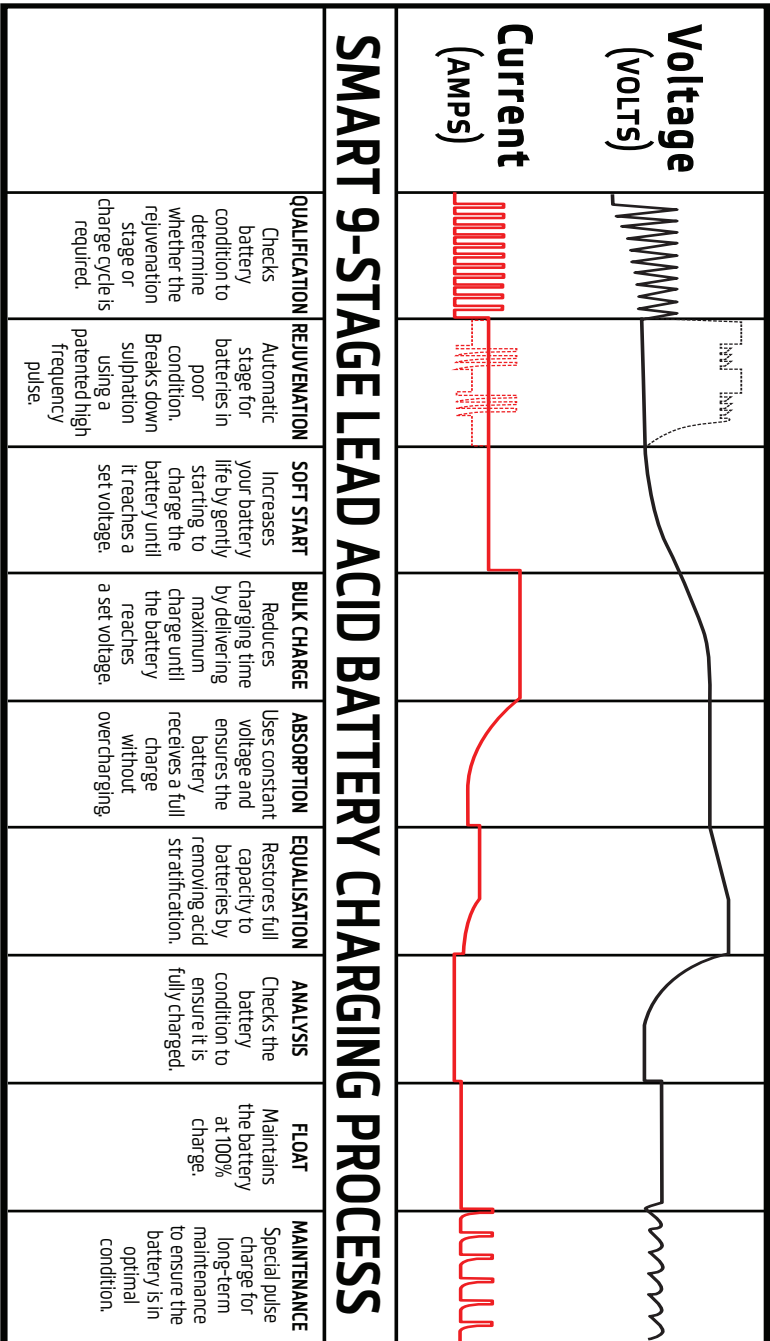 Voltage
(VOLTS)
Current
(AMPS)
SMART 9-STAGE LEAD ACID BATTERY CHARGING PROCESS
QUALIFICATION
Checks
battery
condition to
determine
whether the
rejuvenation
stage or
charge cycle is
required.
REJUVENATION
Automatic
stage for
batteries in
poor
condition.
Breaks down
sulphation
using a
patented high
frequency
pulse.
SOFT START
Increases
your battery
life by gently
starting to
charge the
battery until
it reaches a
set voltage.
BULK CHARGE
Reduces
charging time
by delivering
maximum
charge until
the battery
reaches
a set voltage.
ABSORPTION
Uses constant
voltage and
ensures the
battery
receives a full
charge
without
overcharging.
EQUALISATION
Restores full
capacity to
batteries by
removing acid
stratification.
ANALYSIS
Checks the
battery
condition to
ensure it is
fully charged.
FLOAT
Maintains
the battery
at 100%
charge.
MAINTENANCE
Special pulse
charge for
long-term
maintenance
to ensure the
battery is in
optimal
condition.